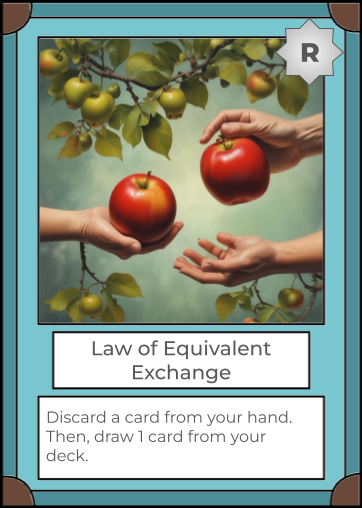 R
Law of Equivalent
Exchange
Discard a card from your hand.
Then, draw 1 card from your
deck.